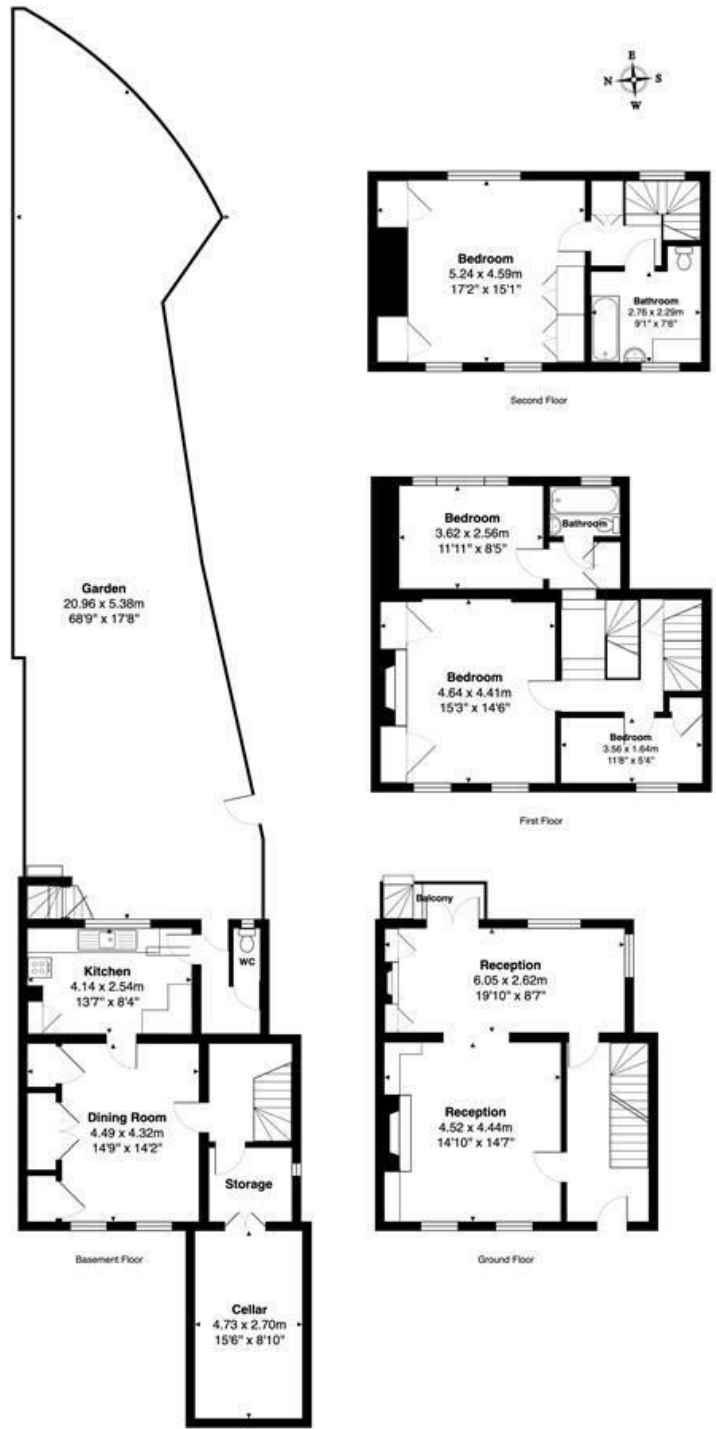 E
N S
W
Bedroom
5.24 x 4.59m
17'2" x 15'1"
Bathroom
2.76 x 2.29m
9'1" x 7'6"
Second Floor
Bedroom
3.62 x 2.56m
11'11" x 8'5"
Bathroom
Bedroom
4.64 x 4.41m
15'3" x 14'6"
Bedroom
3.56 x 1.64m
11'8" x 5'4"
First Floor
Garden
20.96 x 5.38m
68'9" x 17'8"
Kitchen
4.14 x 2.54m
13'7" x 8'4"
WC
Dining Room
4.49 x 4.32m
14'9" x 14'2"
Storage
Basement Floor
Cellar
4.73 x 2.70m
15'6" x 8'10"
Balcony
Reception
6.05 x 2.62m
19'10" x 8'7"
Reception
4.52 x 4.44m
14'10" x 14'7"
Ground Floor